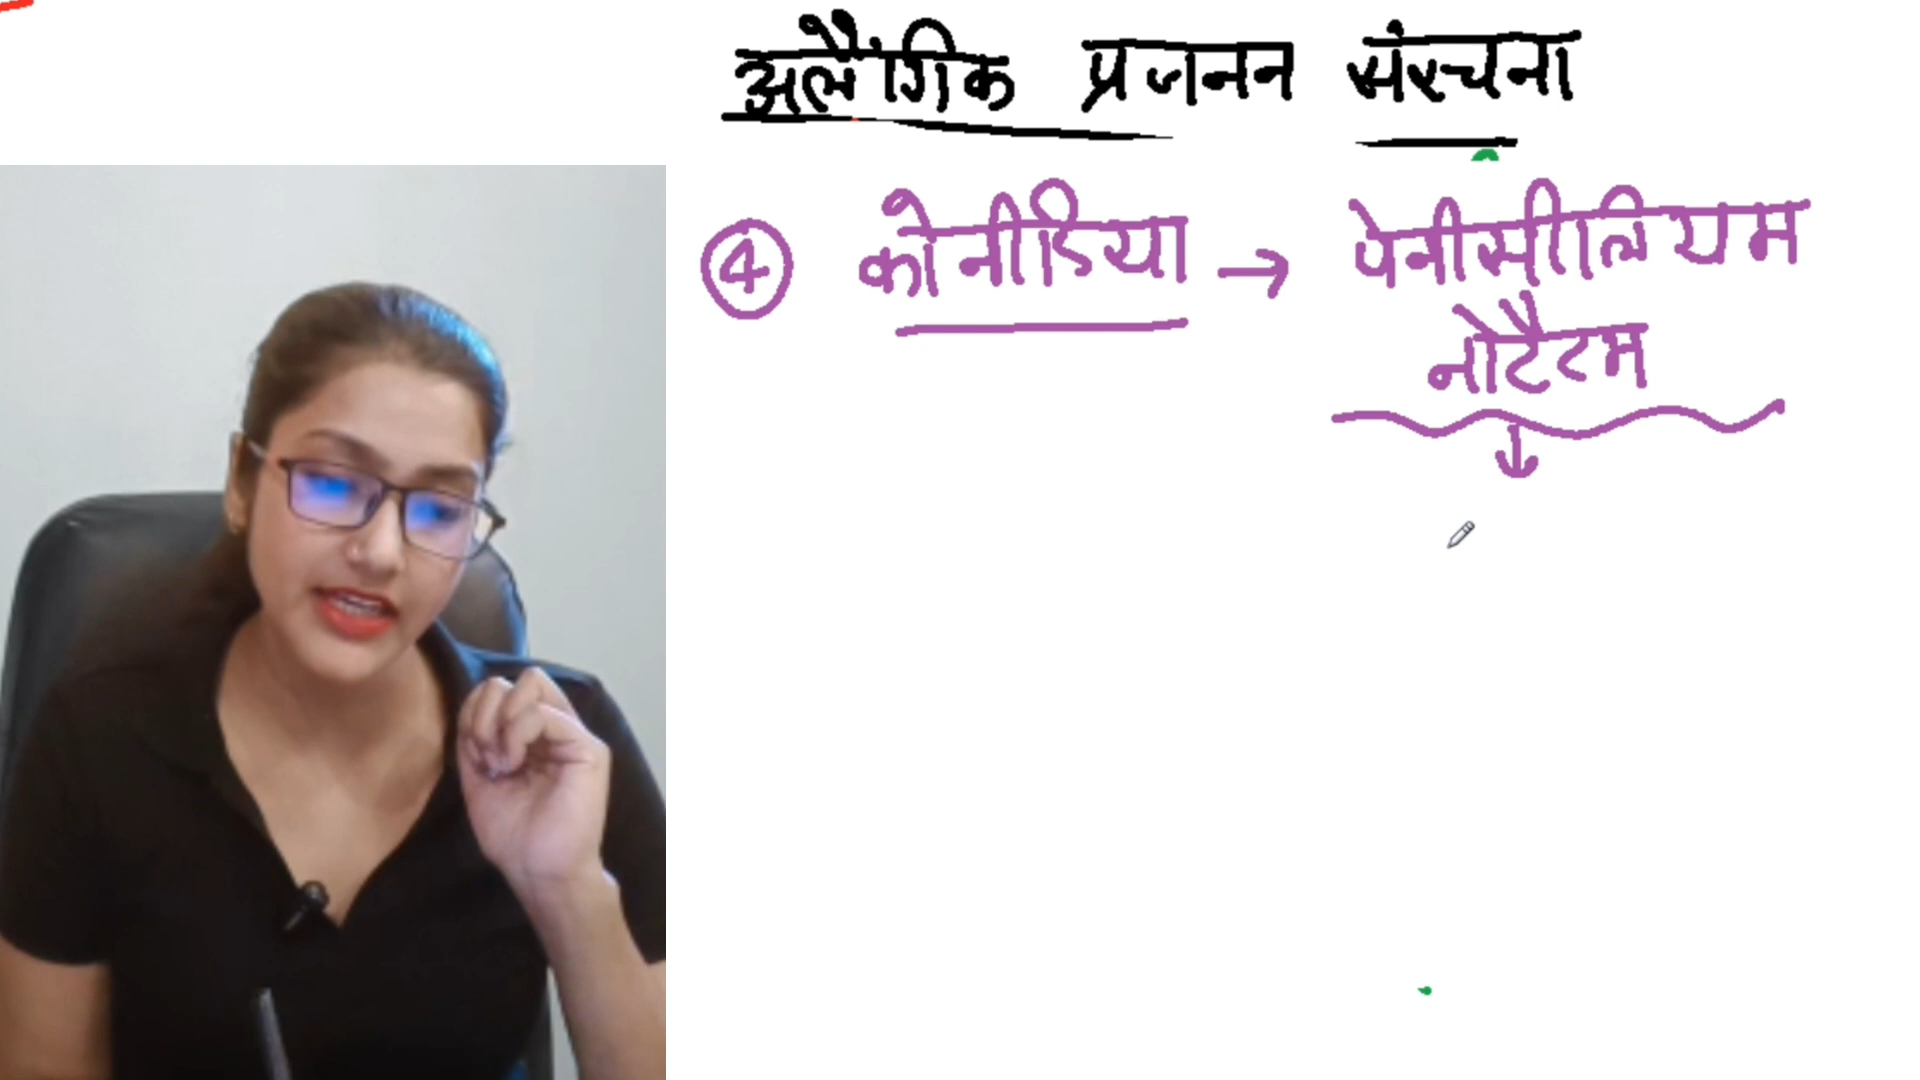 अलैंगिक प्रजनन संरचना
④ कोनीडिया → पेनीसीलियम
नोटैटम